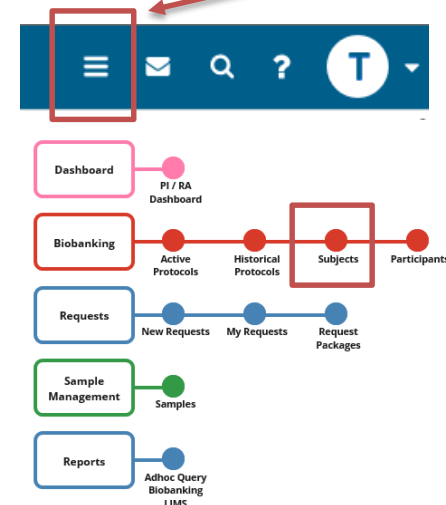 ?
T
Dashboard
PI / RA
Dashboard
Biobanking
Active
Protocols
Historical
Protocols
Subjects
Participants
Requests
New Requests
My Requests
Request
Packages
Sample
Management
Samples
Reports
Adhoc Query
Biobanking
LIMS